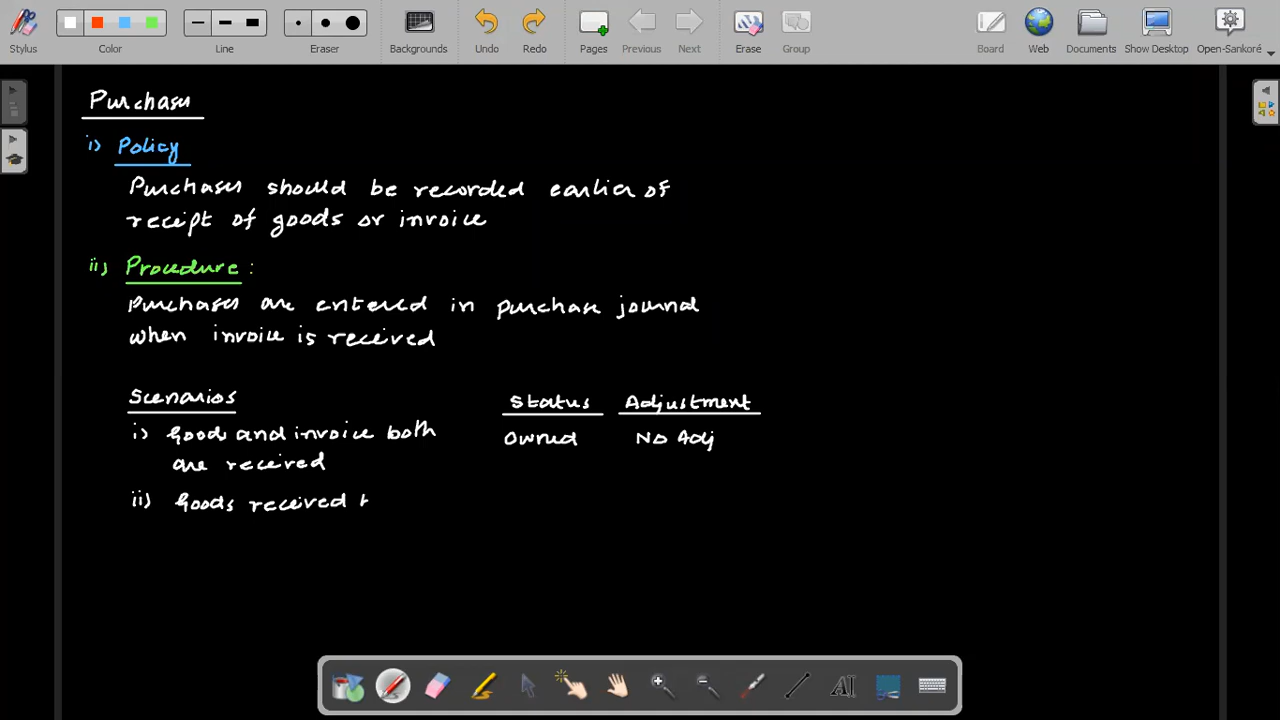 Stylus
Color
Line
Eraser
Backgrounds
Undo
Redo
Pages
Previous
Next
Erase
Group
Board
Web
Documents
Show Desktop
Open-Sankoré
Purchases
i) Policy
Purchases should be recorded earlier of
receipt of goods or invoice
ii) Procedure :
Purchases are entered in purchase journal
when invoice is received
Scenarios Status Adjustment
i) Goods and invoice both Owned No Adj
are received
ii) Goods received